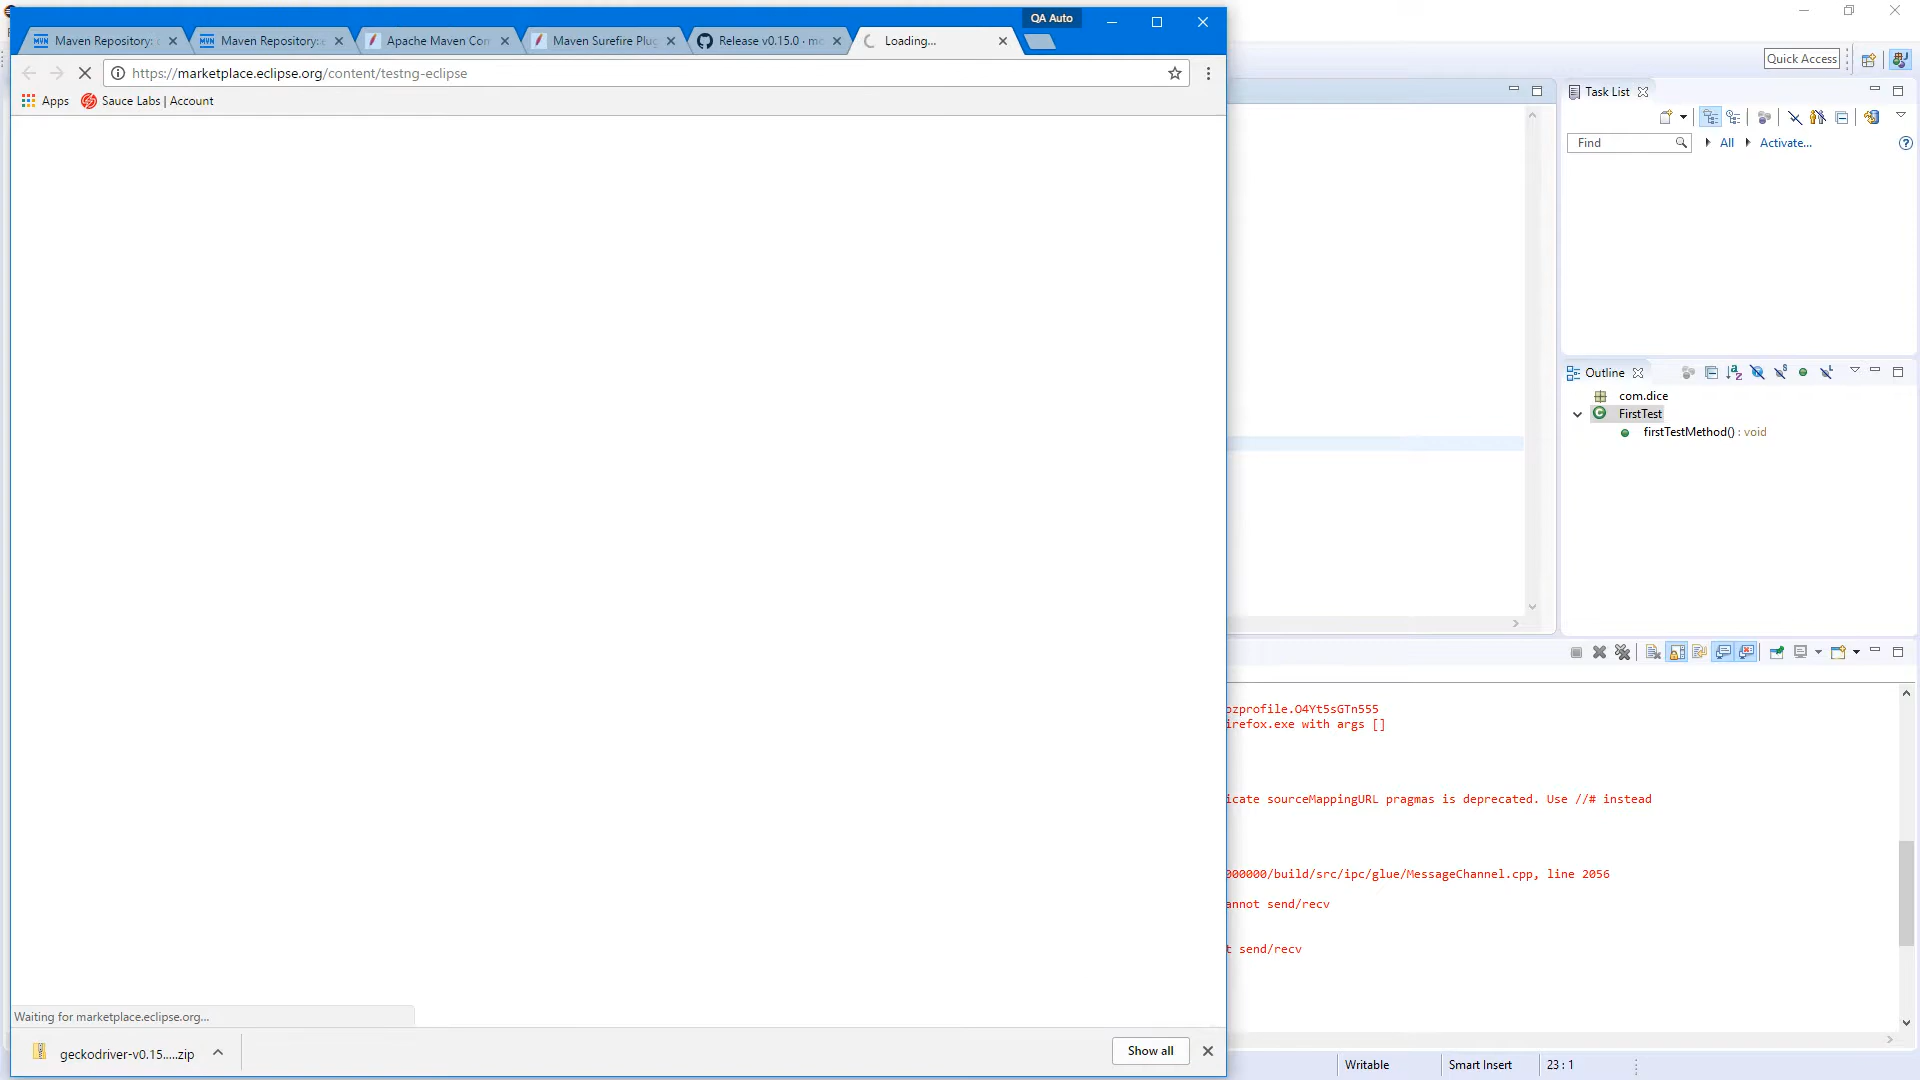 QA Auto
Maven Repository:
Maven Repository:
Apache Maven Con
Maven Surefire Plug
Release v0.15.0 · mo
Loading...
https://marketplace.eclipse.org/content/testng-eclipse
Apps
Sauce Labs | Account
Quick Access
Task List
Find
All
Activate...
Outline
com.dice
FirstTest
firstTestMethod() : void
ozprofile.O4Yt5sGTn555
irefox.exe with args []
icate sourceMappingURL pragmas is deprecated. Use //# instead
000000/build/src/ipc/glue/MessageChannel.cpp, line 2056
annot send/recv
t send/recv
Waiting for marketplace.eclipse.org...
geckodriver-v0.15.....zip
Show all
Writable
Smart Insert
23 : 1